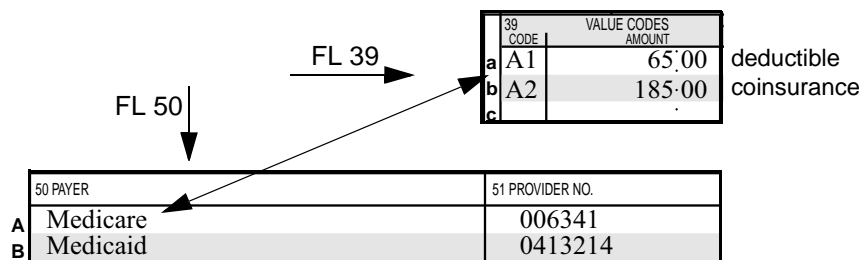 39 VALUE CODES
CODE AMOUNT
FL 39
a A1 65.00 deductible
b A2 185.00 coinsurance
c .
FL 50
50 PAYER 51 PROVIDER NO.
A Medicare 006341
B Medicaid 0413214